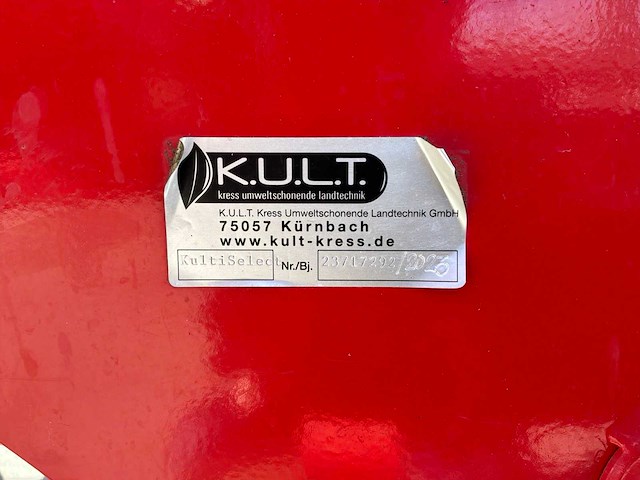 K.U.L.T.
kress umweltschonende landtechnik
K.U.L.T. Kress Umweltschonende Landtechnik GmbH
75057 Kürnbach
www.kult-kress.de
KultiSelect Nr./Bj.